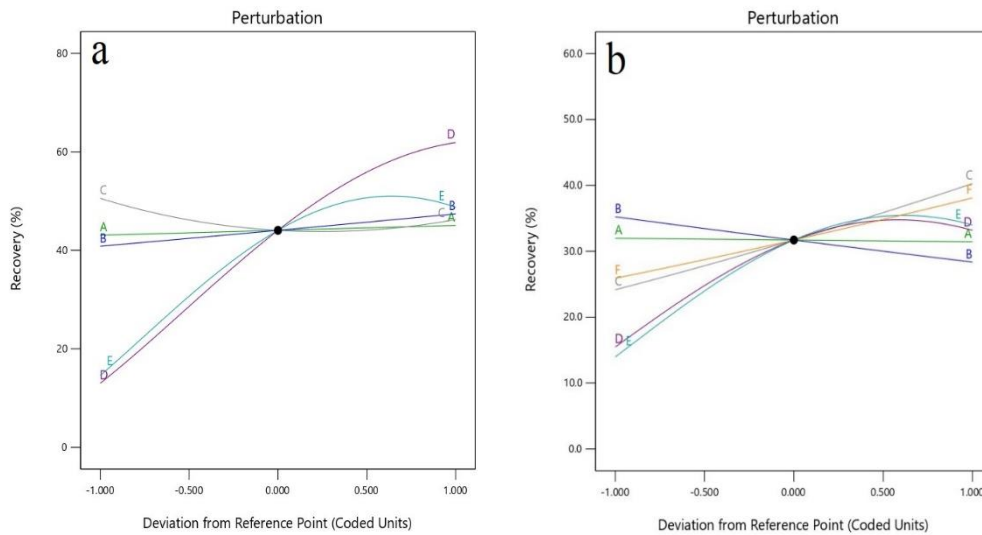 Perturbation
a
80
60
40
20
0
Recovery (%)
C
A
B
E
D
D
E
B
C
A
-1.000 -0.500 0.000 0.500 1.000
Deviation from Reference Point (Coded Units)
Perturbation
b
60.0
50.0
40.0
30.0
20.0
10.0
0.0
Recovery (%)
B
A
F
C
D
E
C
F
E
D
A
B
-1.000 -0.500 0.000 0.500 1.000
Deviation from Reference Point (Coded Units)